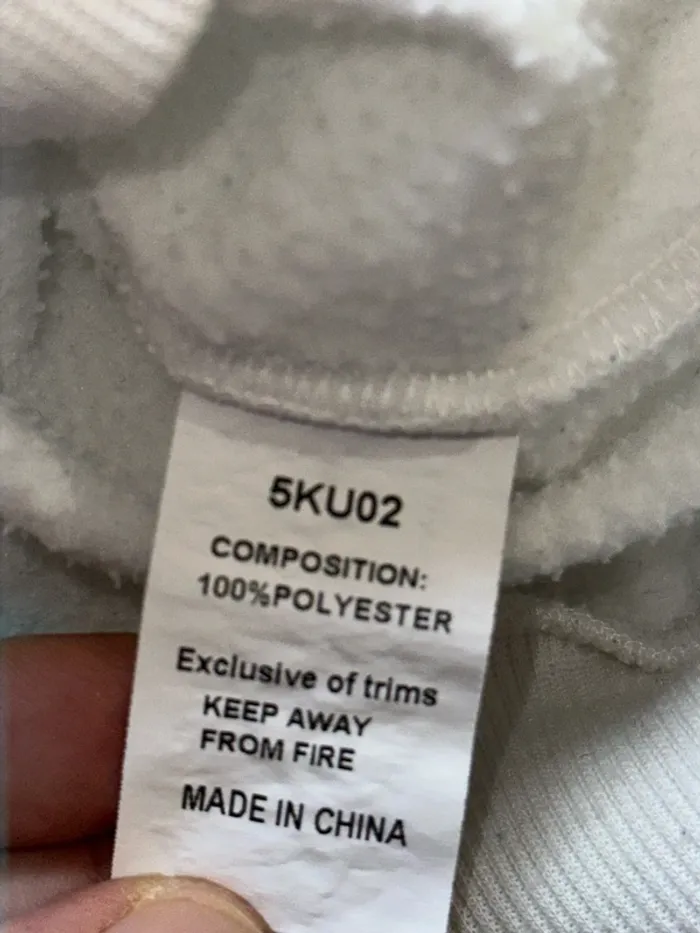 5KU02
COMPOSITION:
100%POLYESTER
Exclusive of trims
KEEP AWAY
FROM FIRE
MADE IN CHINA